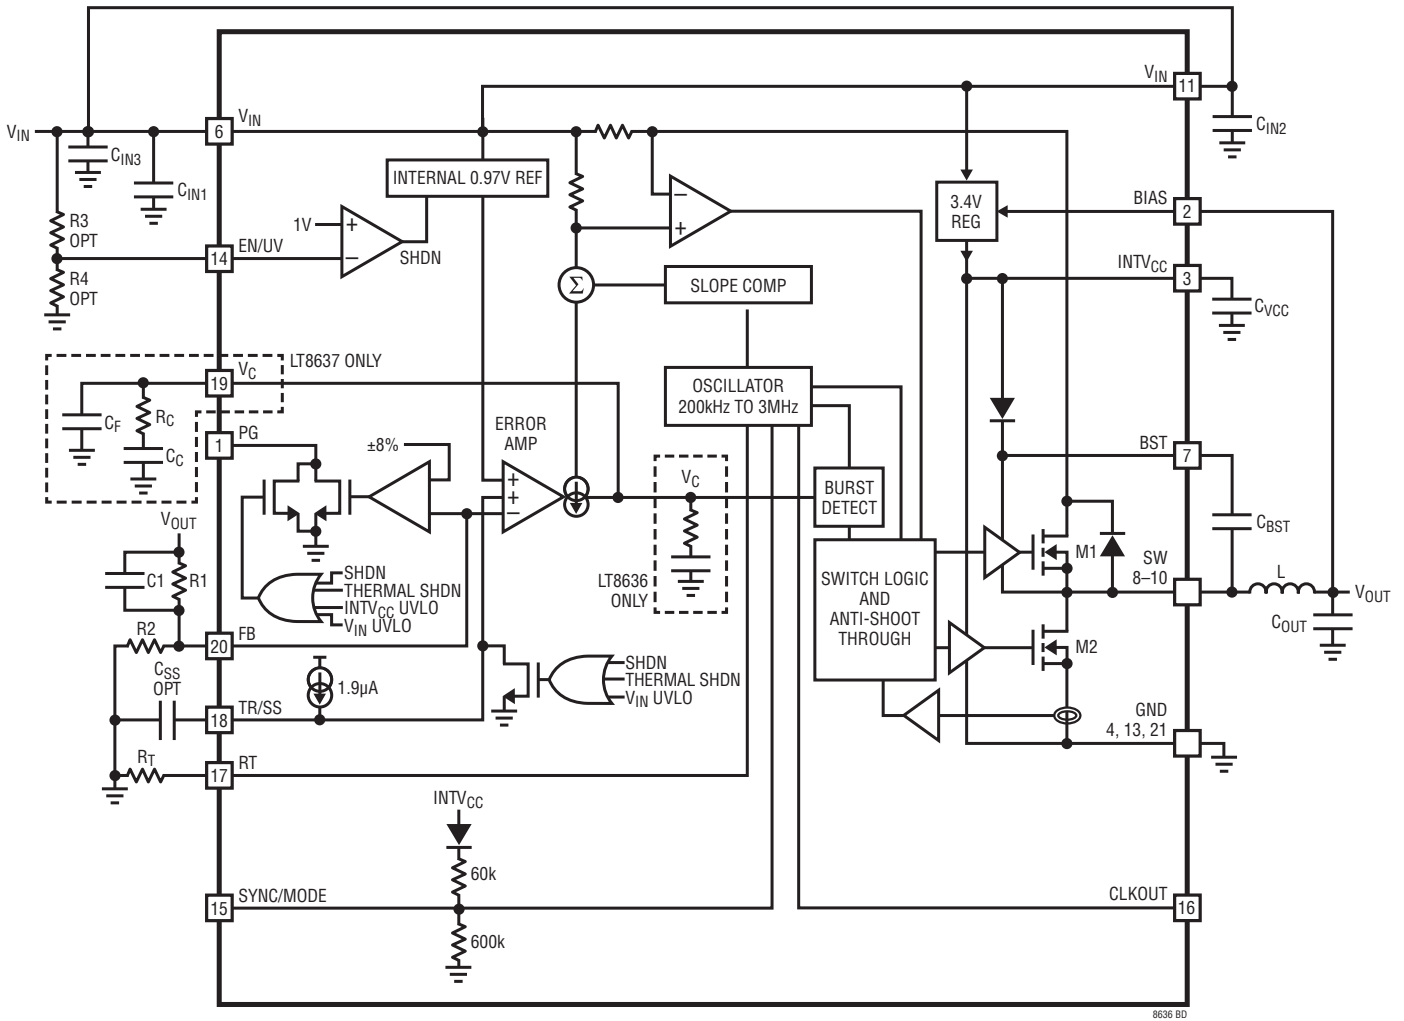 VIN
11
VIN
6
VIN
CIN3
CIN1
CIN2
INTERNAL 0.97V REF
R3
OPT
1V
+
−
SHDN
−
+
3.4V
REG
BIAS
2
EN/UV
14
R4
OPT
Σ
SLOPE COMP
INTVCC
3
CVCC
LT8637 ONLY
VC
19
CF
RC
CC
OSCILLATOR
200kHz TO 3MHz
PG
1
±8%
ERROR
AMP
+
+
−
VC
LT8636
ONLY
BURST
DETECT
BST
7
CBST
VOUT
C1
R1
SHDN
THERMAL SHDN
INTVCC UVLO
VIN UVLO
SWITCH LOGIC
AND
ANTI-SHOOT
THROUGH
M1
SW
8–10
L
VOUT
COUT
R2
FB
20
M2
CSS
OPT
1.9µA
SHDN
THERMAL SHDN
VIN UVLO
TR/SS
18
GND
4, 13, 21
RT
RT
17
INTVCC
60k
SYNC/MODE
15
600k
CLKOUT
16
8636 BD